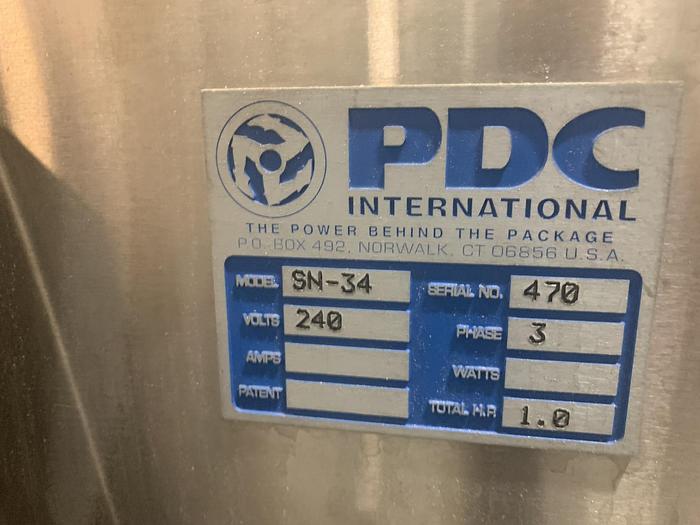 PDC
INTERNATIONAL
THE POWER BEHIND THE PACKAGE
P.O. BOX 492, NORWALK, CT 06856 U.S.A.
MODEL SN-34 SERIAL NO. 470
VOLTS 240 PHASE 3
AMPS WATTS
PATENT TOTAL H.P. 1.0